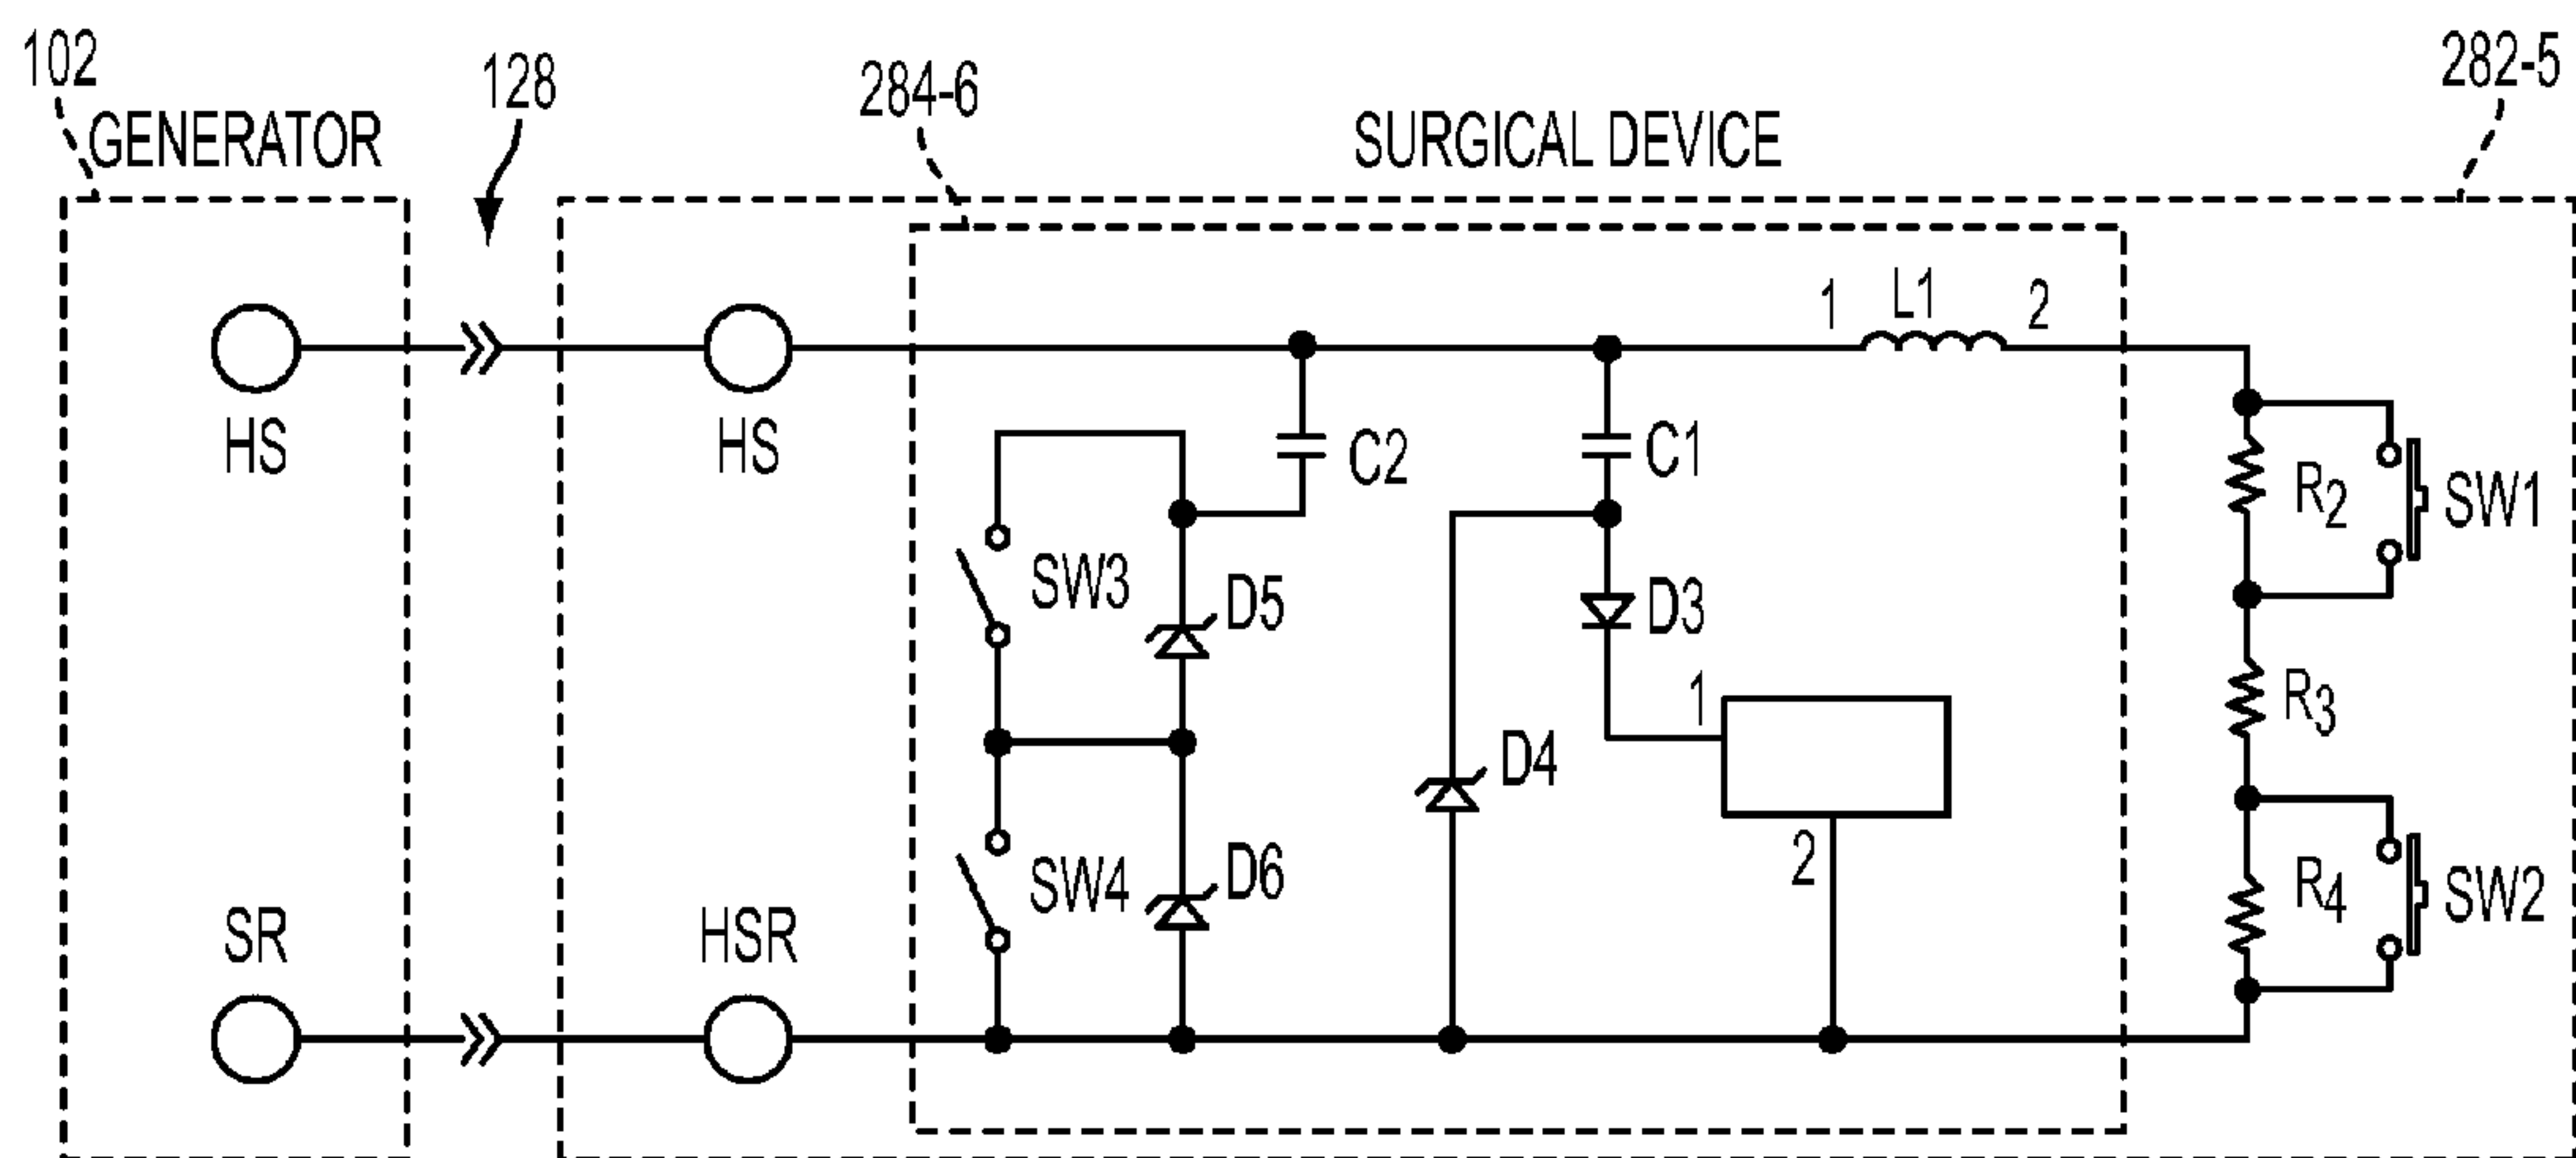 102
128
284-6
282-5
GENERATOR
SURGICAL DEVICE
1
L1
2
HS
HS
C2
C1
R2
SW1
SW3
D5
D3
R3
1
D4
SR
HSR
SW4
D6
2
R4
SW2